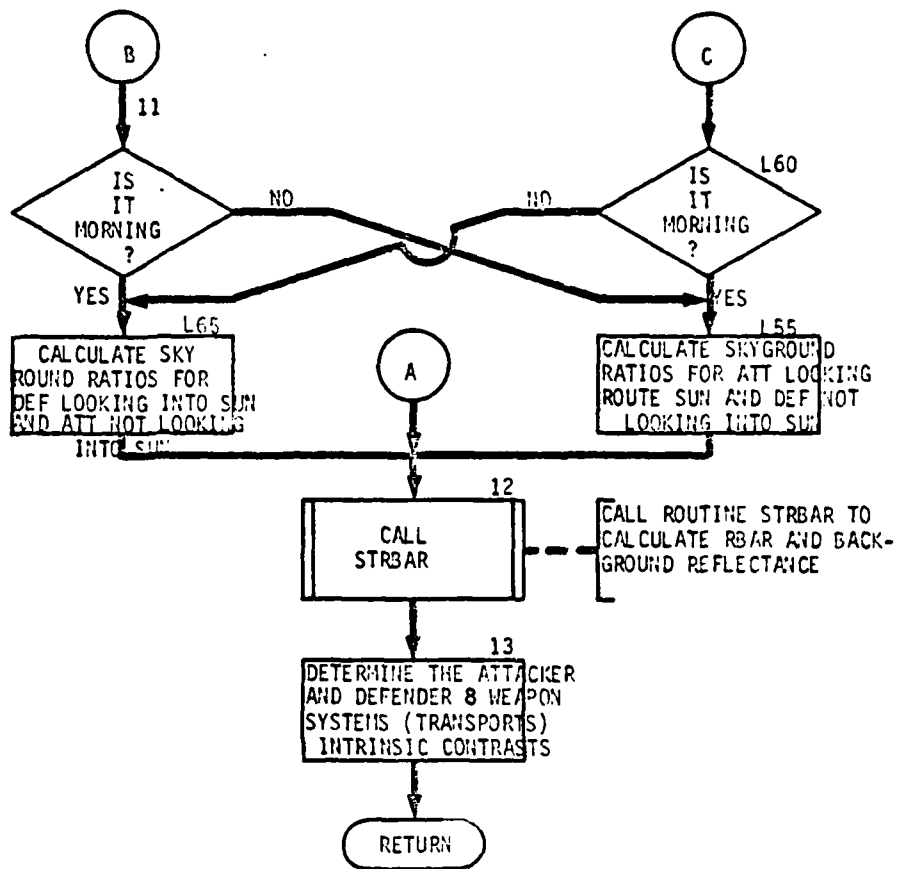 B
C
11
IS
IT
MORNING
?
NO
NO
L60
IS
IT
MORNING
?
YES
YES
L65
CALCULATE SKY
ROUND RATIOS FOR
DEF LOOKING INTO SUN
AND ATT NOT LOOKING
INTO SUN
A
L55
CALCULATE SKYGROUND
RATIOS FOR ATT LOOKING
ROUTE SUN AND DEF NOT
LOOKING INTO SUN
12
CALL
STRBAR
CALL ROUTINE STRBAR TO
CALCULATE RBAR AND BACK-
GROUND REFLECTANCE
13
DETERMINE THE ATTACKER
AND DEFENDER 8 WEAPON
SYSTEMS (TRANSPORTS)
INTRINSIC CONTRASTS
RETURN